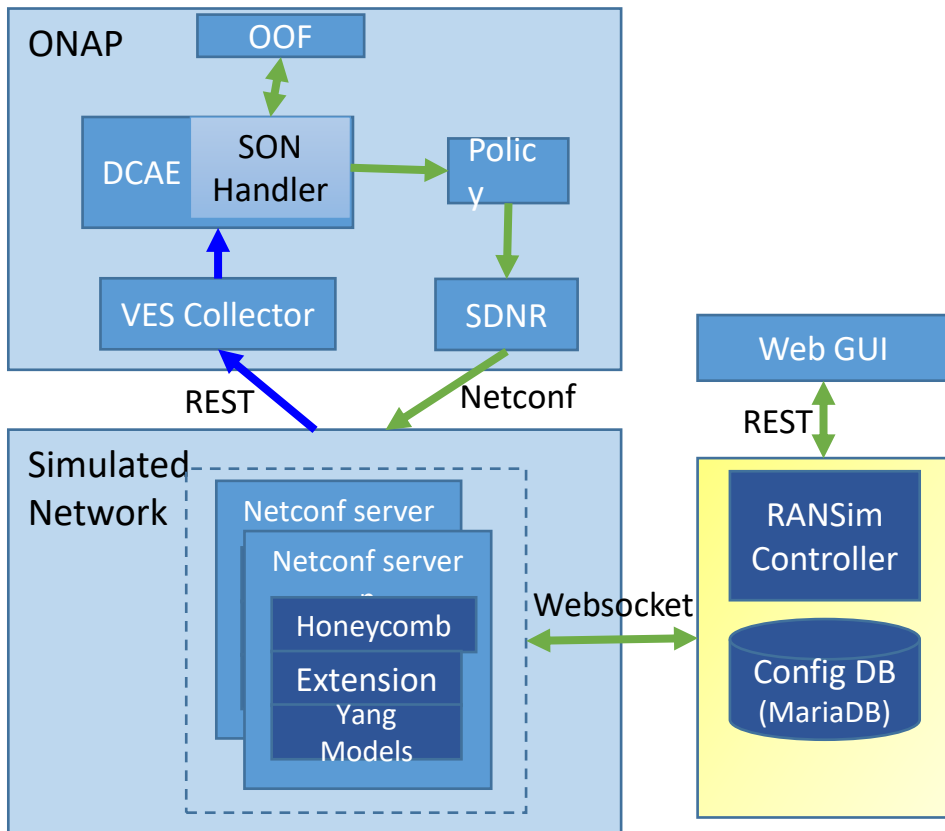 ONAP
OOF
DCAE
SON
Handler
Polic
y
VES Collector
SDNR
REST
Netconf
Web GUI
REST
Simulated
Network
Netconf server
Netconf server
Honeycomb
Extension
Yang
Models
Websocket
RANSim
Controller
Config DB
(MariaDB)